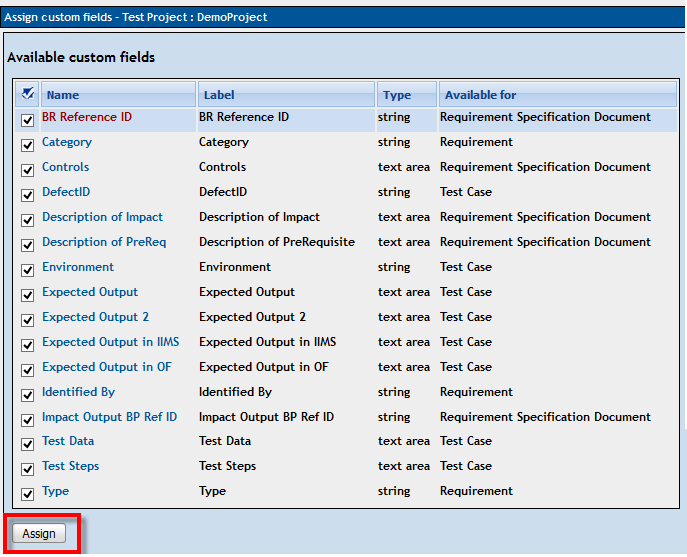 Assign custom fields - Test Project : DemoProject
Available custom fields
Name Label Type Available for
BR Reference ID BR Reference ID string Requirement Specification Document
Category Category string Requirement
Controls Controls text area Requirement Specification Document
DefectID DefectID string Test Case
Description of Impact Description of Impact text area Requirement Specification Document
Description of PreReq Description of PreRequisite text area Requirement Specification Document
Environment Environment string Test Case
Expected Output Expected Output text area Test Case
Expected Output 2 Expected Output 2 text area Test Case
Expected Output in IIMS Expected Output in IIMS text area Test Case
Expected Output in OF Expected Output in OF text area Test Case
Identified By Identified By string Requirement
Impact Output BP Ref ID Impact Output BP Ref ID string Requirement Specification Document
Test Data Test Data text area Test Case
Test Steps Test Steps text area Test Case
Type Type string Requirement
Assign